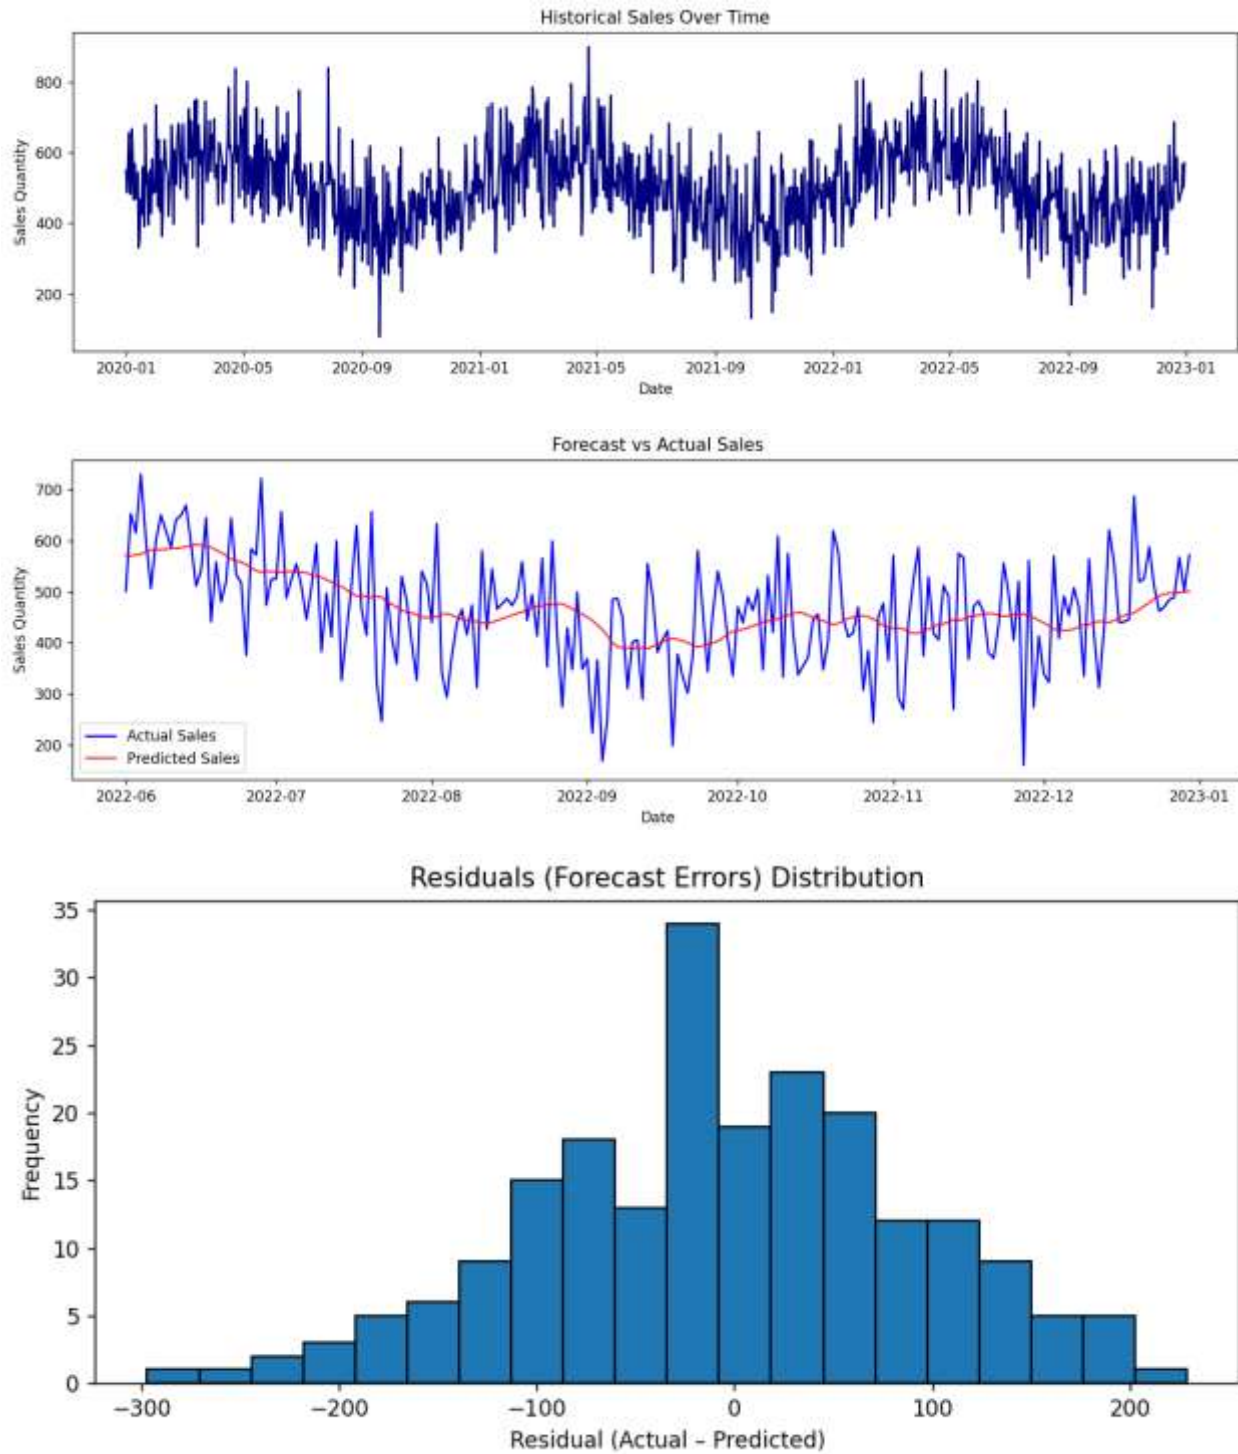 Historical Sales Over Time
800
600
400
200
Sales Quantity
2020-01 2020-05 2020-09 2021-01 2021-05 2021-09 2022-01 2022-05 2022-09 2023-01
Date
Forecast vs Actual Sales
700
600
500
400
300
200
Sales Quantity
Actual Sales
Predicted Sales
2022-06 2022-07 2022-08 2022-09 2022-10 2022-11 2022-12 2023-01
Date
Residuals (Forecast Errors) Distribution
35
30
25
20
15
10
5
0
Frequency
−300 −200 −100 0 100 200
Residual (Actual – Predicted)